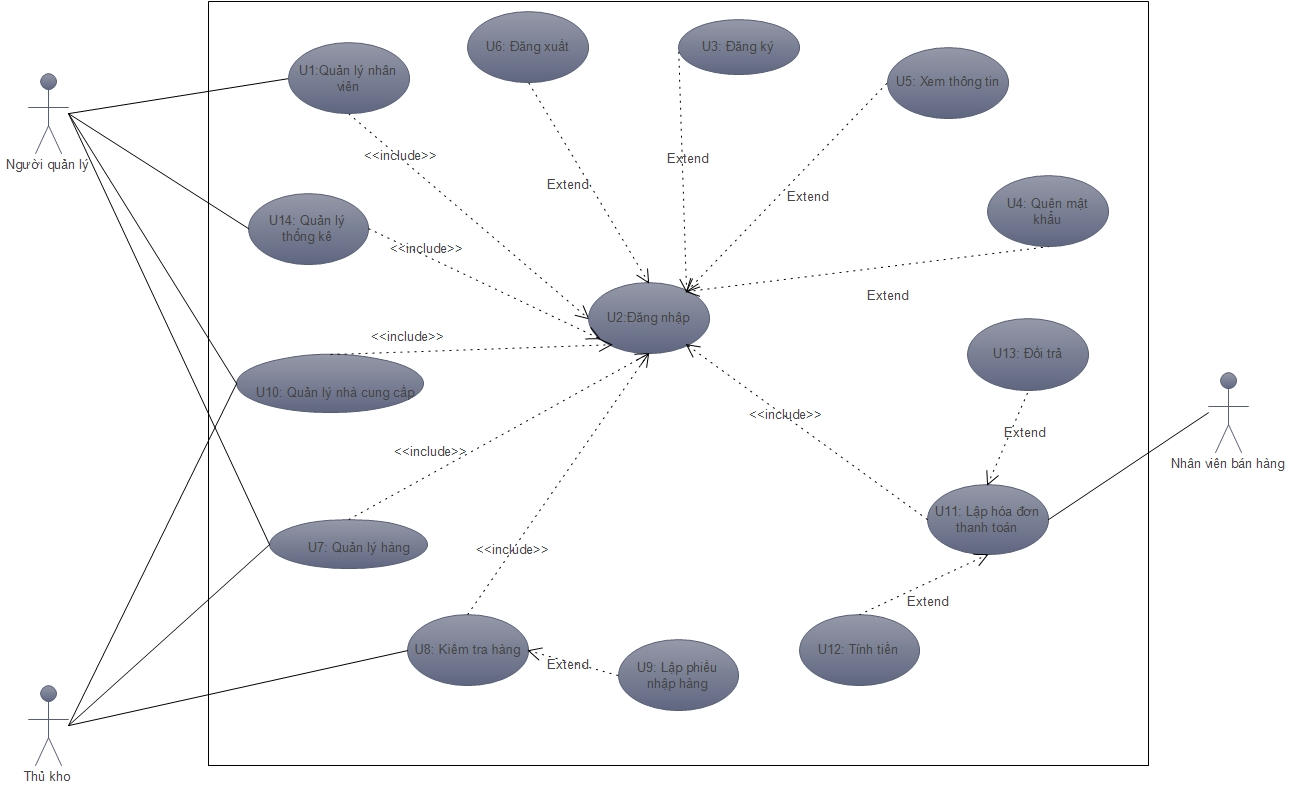 U6: Đăng xuất
U3: Đăng ký
U1:Quản lý nhân
viên
U5: Xem thông tin
Người quản lý
<<include>>
Extend
Extend
Extend
U4: Quên mật
khẩu
U14: Quản lý
thống kê
<<include>>
Extend
U2:Đăng nhập
<<include>>
U13: Đổi trả
U10: Quản lý nhà cung cấp
<<include>>
Extend
Nhân viên bán hàng
<<include>>
U11: Lập hóa đơn
thanh toán
U7: Quản lý hàng
<<include>>
Extend
U8: Kiểm tra hàng
Extend
U9: Lập phiếu
nhập hàng
U12: Tính tiền
Thủ kho